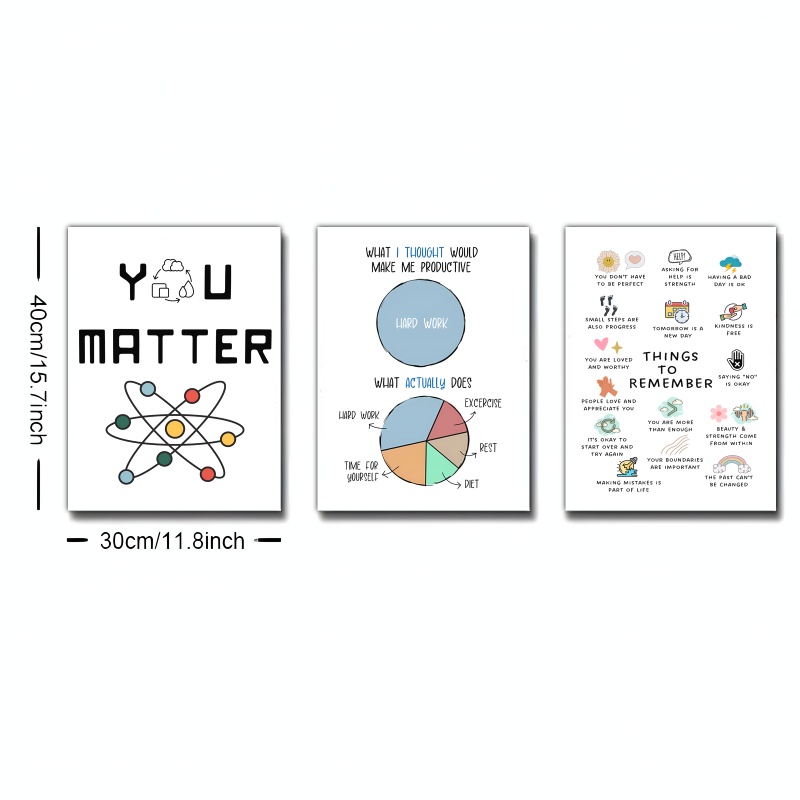 40cm/15.7inch
30cm/11.8inch
Y U
MATTER
WHAT I THOUGHT WOULD
MAKE ME PRODUCTIVE
HARD WORK
WHAT ACTUALLY DOES
HARD WORK
EXCERCISE
REST
DIET
TIME FOR
YOURSELF
YOU DON'T HAVE
TO BE PERFECT
HELP!
ASKING FOR
HELP IS
STRENGTH
HAVING A BAD
DAY IS OK
SMALL STEPS ARE
ALSO PROGRESS
TOMORROW IS A
NEW DAY
KINDNESS IS
FREE
YOU ARE LOVED
AND WORTHY
THINGS
TO
REMEMBER
SAYING "NO"
IS OKAY
PEOPLE LOVE AND
APPRECIATE YOU
YOU ARE MORE
THAN ENOUGH
BEAUTY &
STRENGTH COME
FROM WITHIN
IT'S OKAY TO
START OVER AND
TRY AGAIN
YOUR BOUNDARIES
ARE IMPORTANT
MAKING MISTAKES IS
PART OF LIFE
THE PAST CAN'T
BE CHANGED